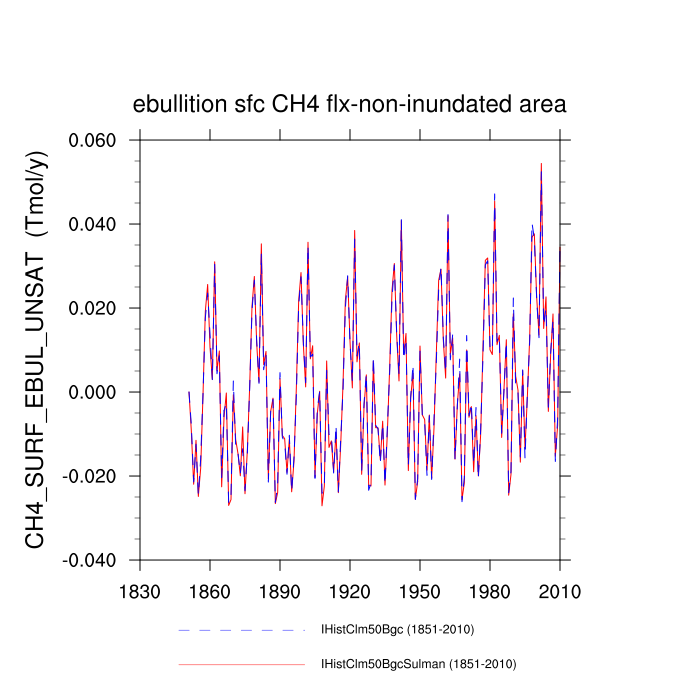 ebullition sfc CH4 flx-non-inundated area
CH4_SURF_EBUL_UNSAT (Tmol/y)
0.060
0.040
0.020
0.000
-0.020
-0.040
1830 1860 1890 1920 1950 1980 2010
IHistClm50Bgc (1851-2010)
IHistClm50BgcSulman (1851-2010)